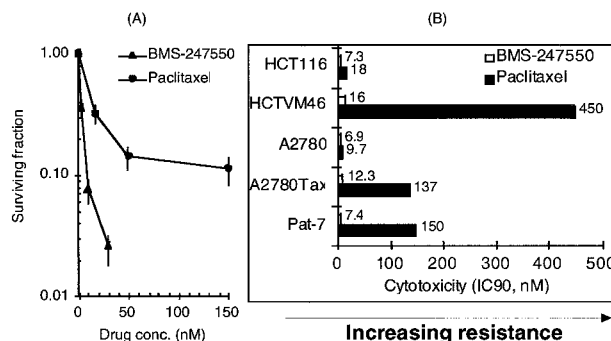 (A)
Surviving fraction
1.00
0.10
0.01
BMS-247550
Paclitaxel
0 50 100 150
Drug conc. (nM)
(B)
BMS-247550
Paclitaxel
HCT116
7.3
18
HCTVM46
16
450
A2780
6.9
9.7
A2780Tax
12.3
137
Pat-7
7.4
150
0 100 200 300 400 500
Cytotoxicity (IC90, nM)
Increasing resistance